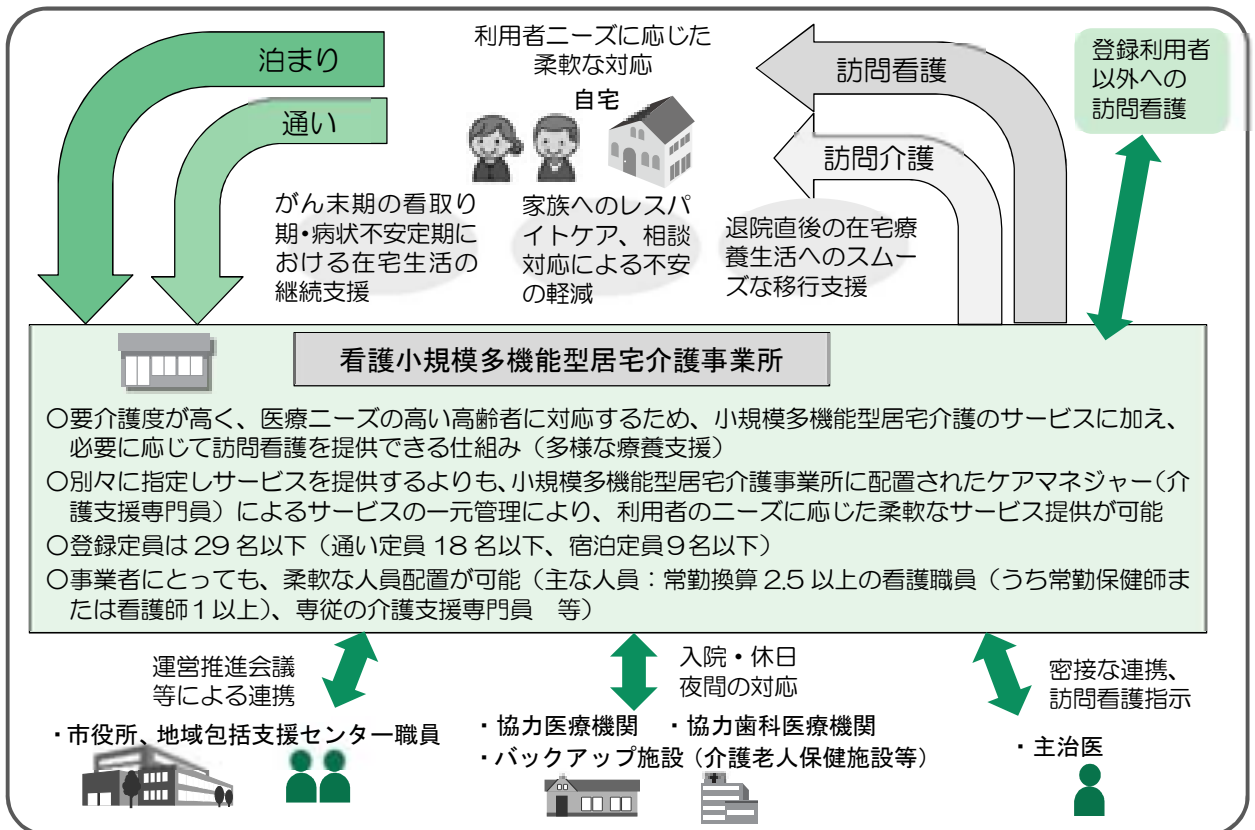 利用者ニーズに応じた
柔軟な対応
自宅
泊まり
通い
訪問看護
訪問介護
登録利用者
以外への
訪問看護
がん末期の看取り
期・病状不安定期に
おける在宅生活の
継続支援
家族へのレスパ
イトケア、相談
対応による不安
の軽減
退院直後の在宅療
養生活へのスムー
ズな移行支援
看護小規模多機能型居宅介護事業所
○要介護度が高く、医療ニーズの高い高齢者に対応するため、小規模多機能型居宅介護のサービスに加え、
必要に応じて訪問看護を提供できる仕組み（多様な療養支援）
○別々に指定しサービスを提供するよりも、小規模多機能型居宅介護事業所に配置されたケアマネジャー（介
護支援専門員）によるサービスの一元管理により、利用者のニーズに応じた柔軟なサービス提供が可能
○登録定員は 29 名以下（通い定員 18 名以下、宿泊定員９名以下）
○事業者にとっても、柔軟な人員配置が可能（主な人員：常勤換算 2.5 以上の看護職員（うち常勤保健師ま
たは看護師１以上）、専従の介護支援専門員　等）
運営推進会議
等による連携
・市役所、地域包括支援センター職員
入院・休日
夜間の対応
・協力医療機関　・協力歯科医療機関
・バックアップ施設（介護老人保健施設等）
密接な連携、
訪問看護指示
・主治医